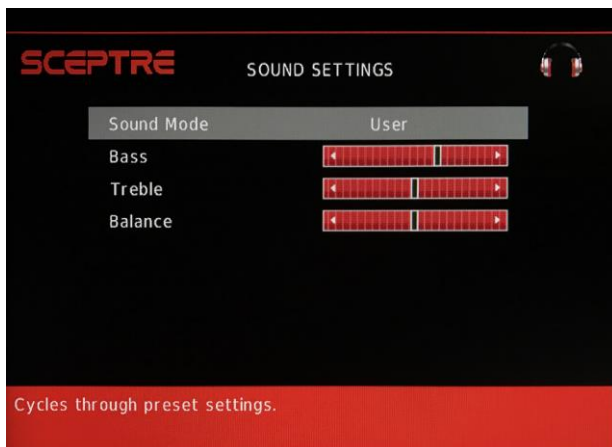 SCEPTRE
SOUND SETTINGS
Sound Mode User
Bass
Treble
Balance
Cycles through preset settings.